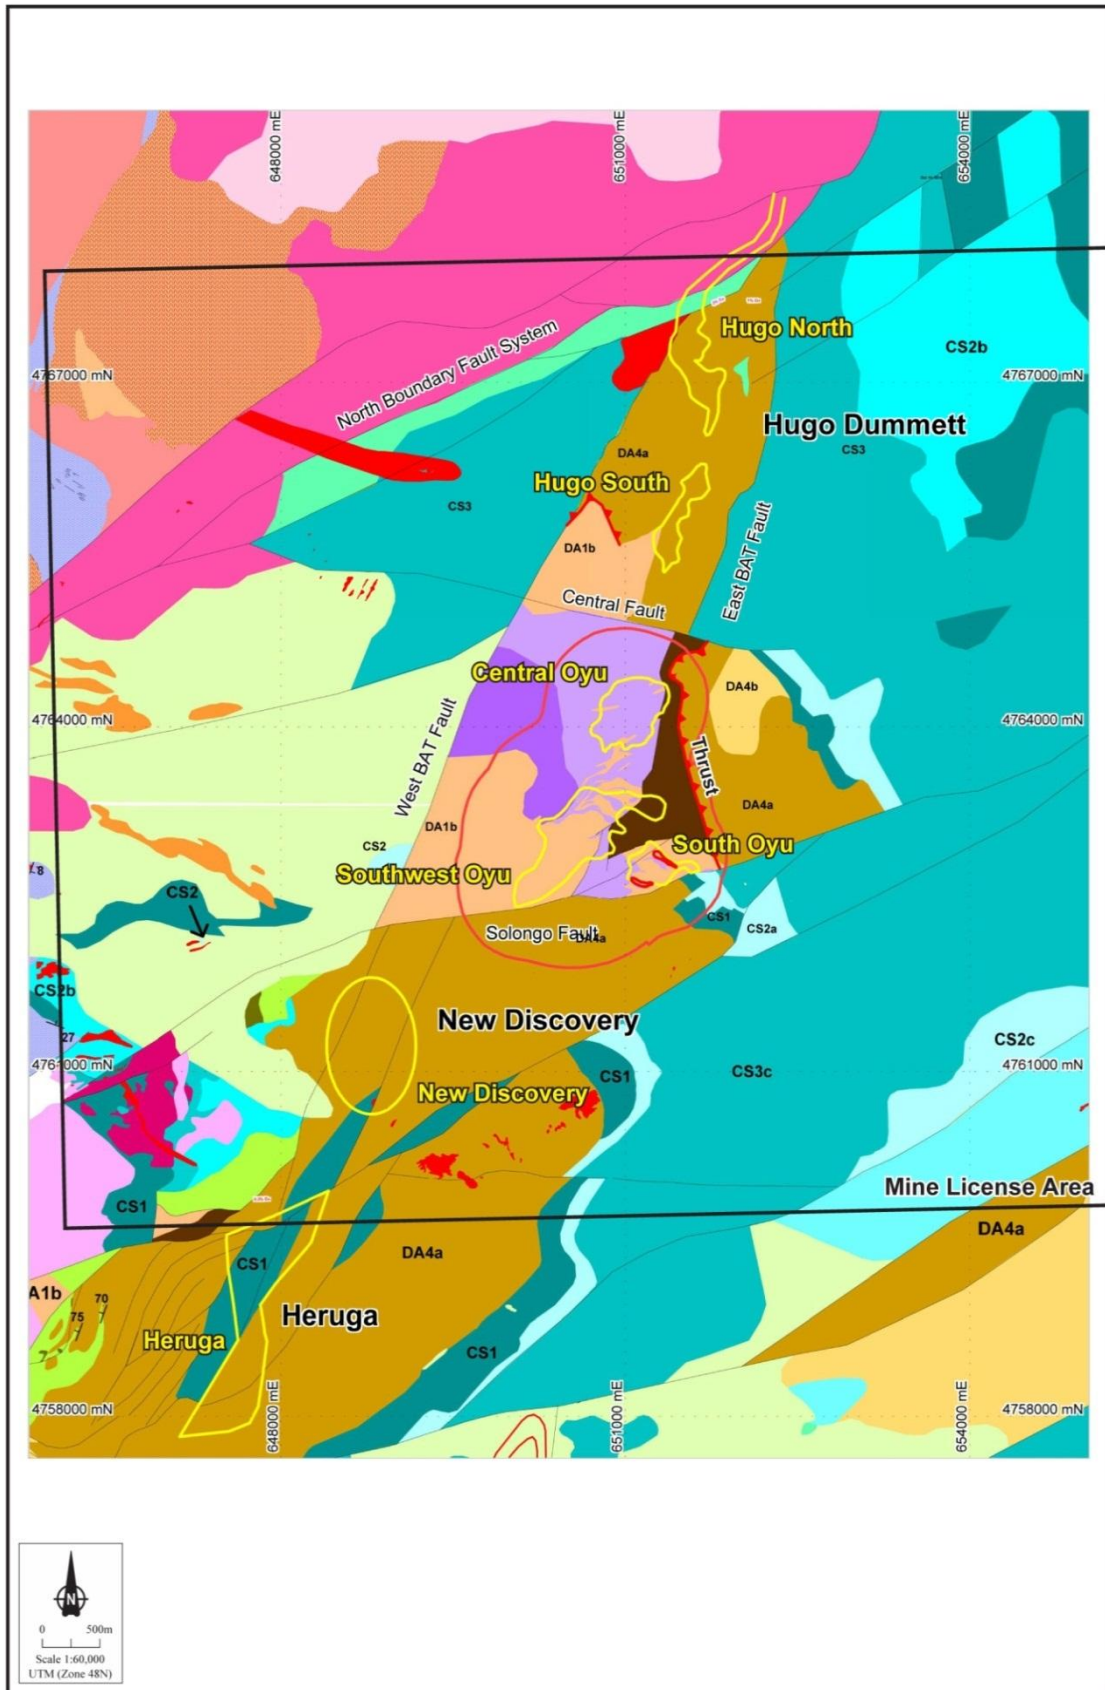 648000 mE
651000 mE
654000 mE
Hugo North
North Boundary Fault System
CS2b
4767000 mN
4767000 mN
Hugo Dummett
CS3
DA4a
Hugo South
CS3
DA1b
Central Fault
East BAT Fault
Central Oyu
DA4b
4764000 mN
4764000 mN
West BAT Fault
Thrust
DA1b
DA4a
CS2
South Oyu
8
Southwest Oyu
CS2
CS1
CS2a
Solongo Fault
DA4a
CS2b
New Discovery
27
CS2c
4761000 mN
4761000 mN
CS3c
CS1
New Discovery
Mine License Area
CS1
DA4a
DA4a
CS1
A1b
70
75
Heruga
Heruga
7
CS1
4758000 mN
4758000 mN
648000 mE
651000 mE
654000 mE
N
0 500m
Scale 1:60,000
UTM (Zone 48N)